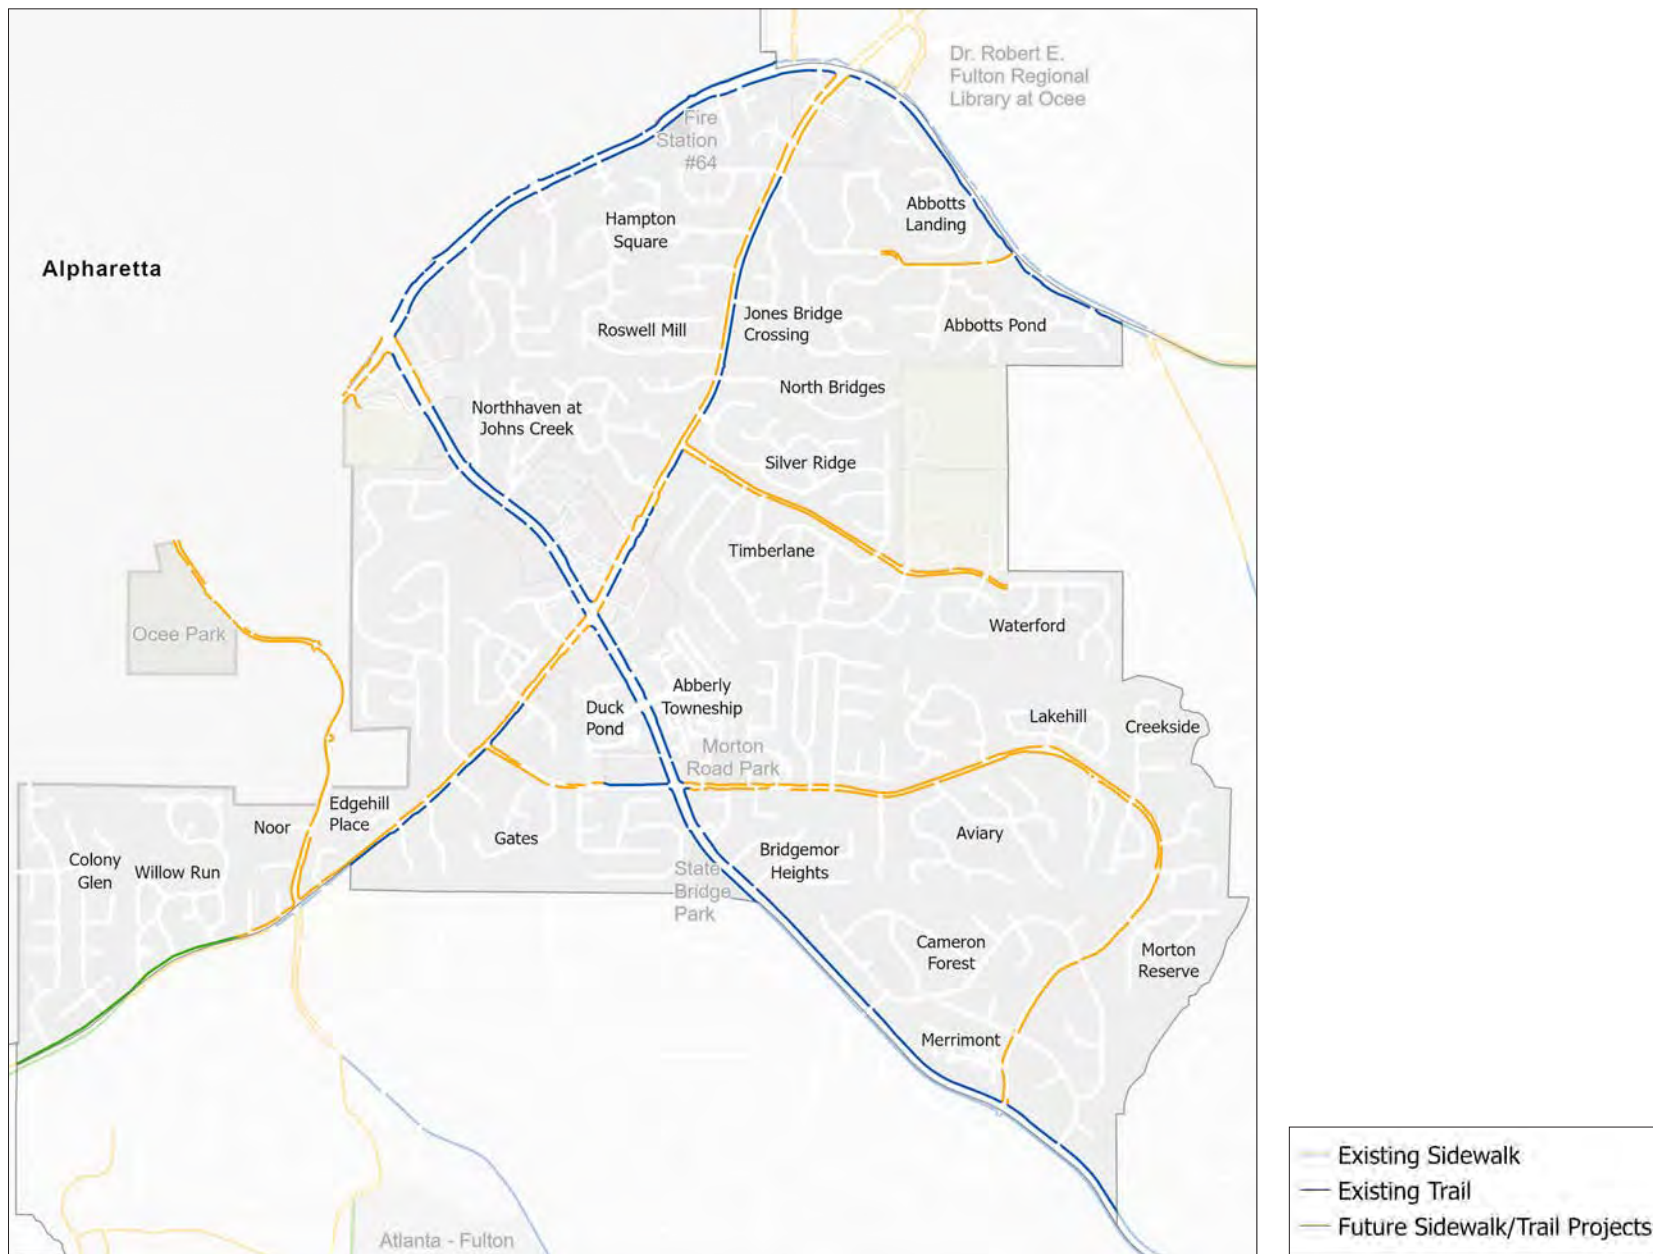 Dr. Robert E.
Fulton Regional
Library at Ocee
Fire
Station
#64
Abbotts
Landing
Hampton
Square
Alpharetta
Jones Bridge
Crossing
Roswell Mill
Abbotts Pond
North Bridges
Northhaven at
Johns Creek
Silver Ridge
Timberlane
Waterford
Ocee Park
Abberly
Towneship
Duck
Pond
Lakehill
Creekside
Morton
Road Park
Edgehill
Place
Noor
Gates
Aviary
Bridgemor
Heights
Colony
Glen
Willow Run
State
Bridge
Park
Cameron
Forest
Morton
Reserve
Merrimont
Atlanta - Fulton
Existing Sidewalk
Existing Trail
Future Sidewalk/Trail Projects